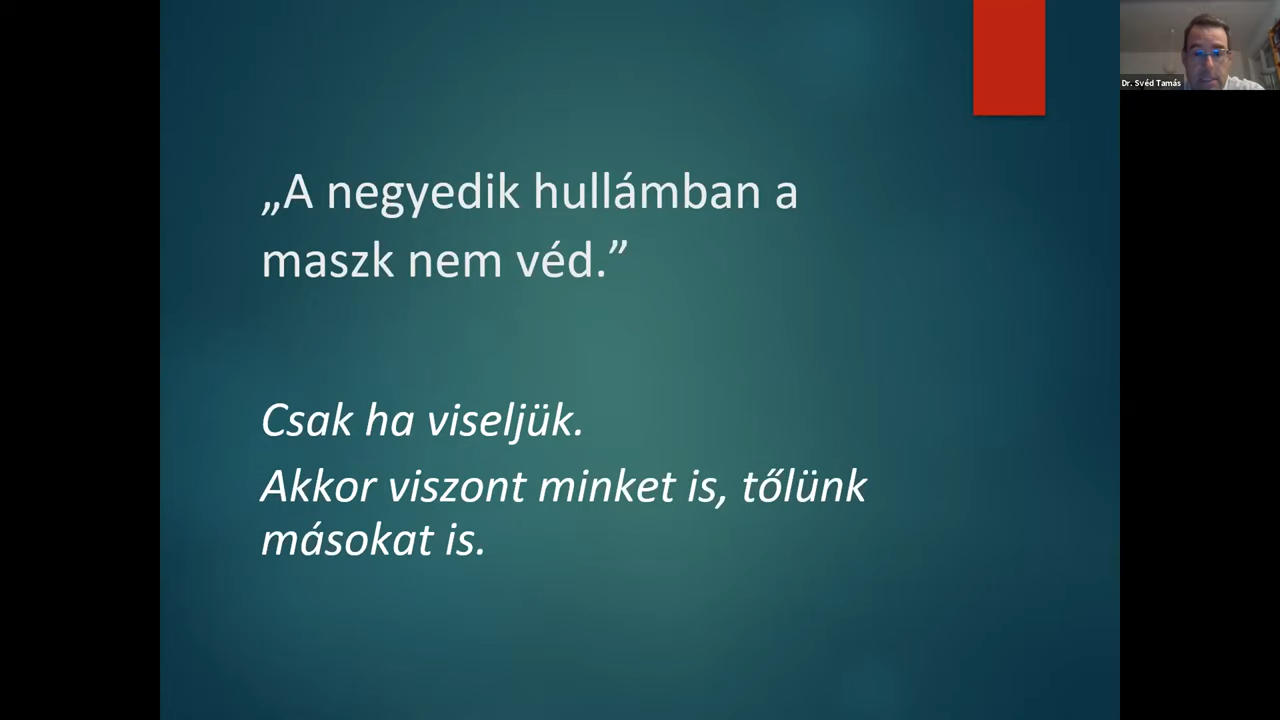 „A negyedik hullámban a
maszk nem véd.”
Csak ha viseljük.
Akkor viszont minket is, tőlünk
másokat is.
Dr. Svéd Tamás